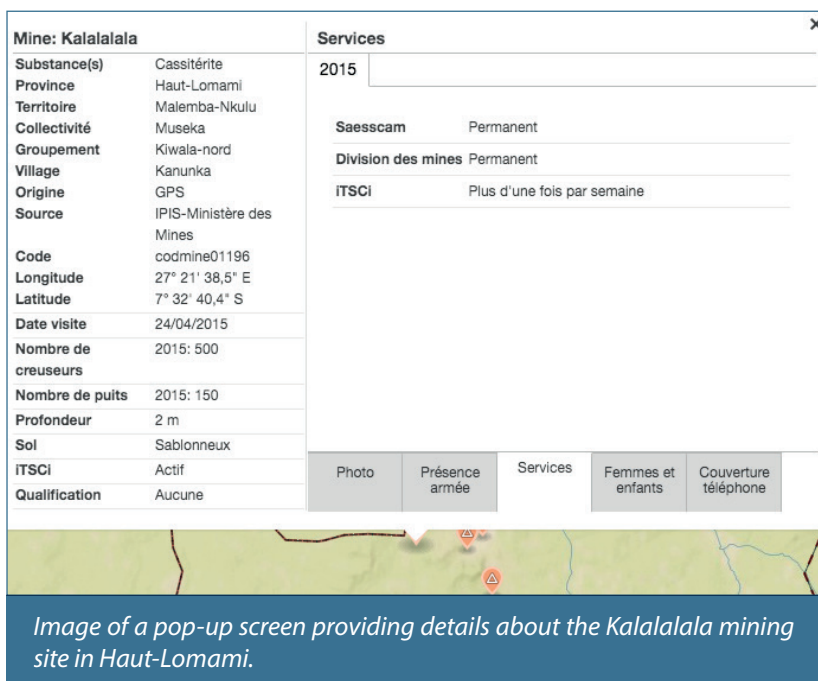 ×
Mine: Kalalalala
Substance(s) Cassitérite
Province Haut-Lomami
Territoire Malemba-Nkulu
Collectivité Museka
Groupement Kiwala-nord
Village Kanunka
Origine GPS
Source IPIS-Ministère des
Mines
Code codmine01196
Longitude 27° 21' 38,5" E
Latitude 7° 32' 40,4" S
Date visite 24/04/2015
Nombre de 2015: 500
creuseurs
Nombre de puits 2015: 150
Profondeur 2 m
Sol Sablonneux
iTSCi Actif
Qualification Aucune
Services
2015
Saesscam Permanent
Division des mines Permanent
iTSCi Plus d'une fois par semaine
Photo
Présence
armée
Services
Femmes et
enfants
Couverture
téléphone
Image of a pop-up screen providing details about the Kalalalala mining
site in Haut-Lomami.